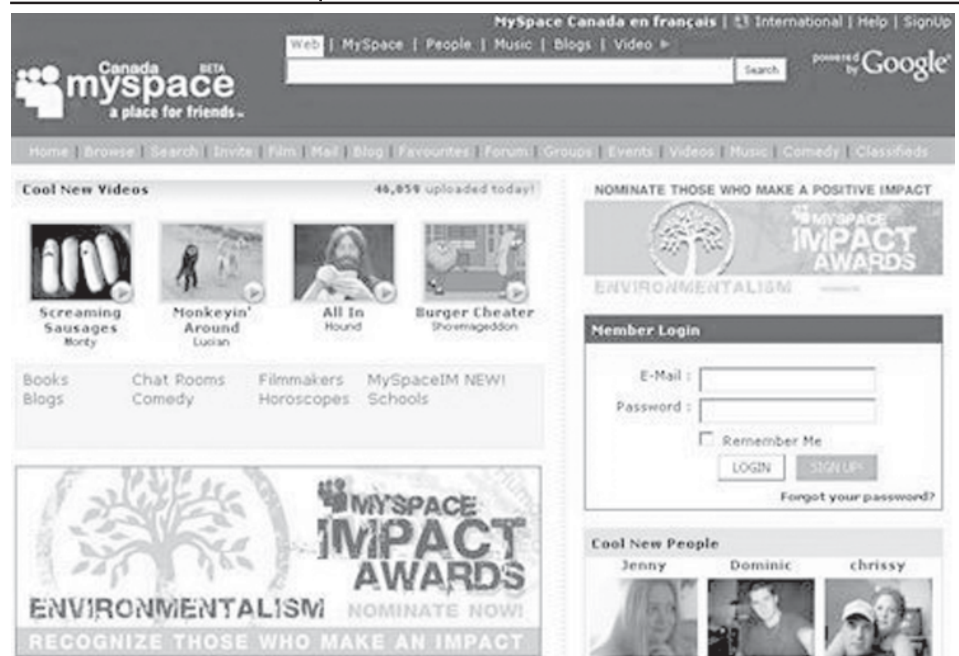 MySpace Canada en français | International | Help | SignUp
Web | MySpace | People | Music | Blogs | Video
Search
powered by Google
Canada BETA
myspace
a place for friends
Home | Browse | Search | Invite | Film | Mail | Blog | Favourites | Forum | Groups | Events | Videos | Music | Comedy | Classifieds
Cool New Videos 46,059 uploaded today!
Screaming Sausages
Monty
Monkeyin' Around
Lucian
All In
Hound
Burger Cheater
Showmageddon
Books Chat Rooms Filmmakers MySpaceIM NEW!
Blogs Comedy Horoscopes Schools
MYSPACE
IMPACT
AWARDS
ENVIRONMENTALISM NOMINATE NOW!
RECOGNIZE THOSE WHO MAKE AN IMPACT
NOMINATE THOSE WHO MAKE A POSITIVE IMPACT
MYSPACE
IMPACT
AWARDS
ENVIRONMENTALISM
Member Login
E-Mail :
Password :
Remember Me
LOGIN SIGN UP!
Forgot your password?
Cool New People
Jenny Dominic chrissy